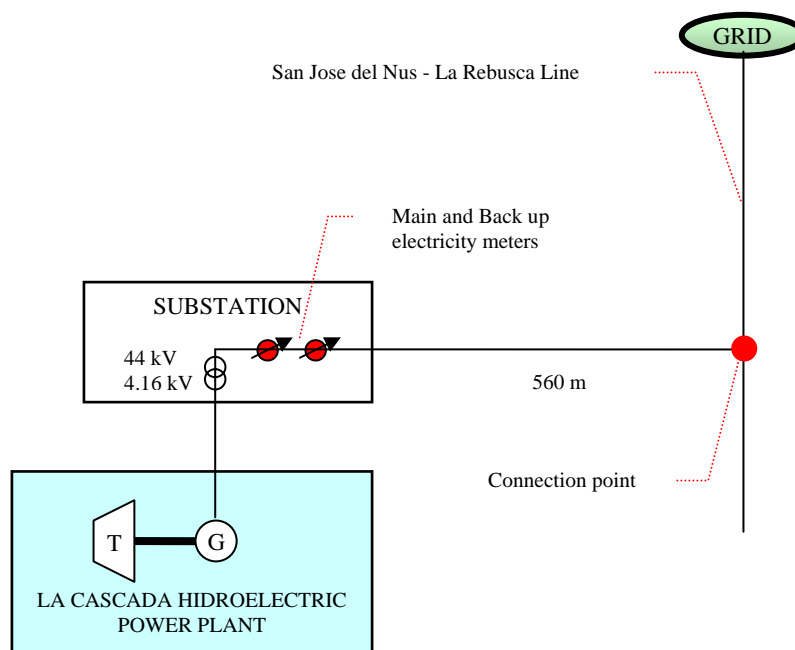 GRID
San Jose del Nus - La Rebusca Line
Main and Back up
electricity meters
SUBSTATION
44 kV
4.16 kV
560 m
Connection point
T
G
LA CASCADA HIDROELECTRIC
POWER PLANT